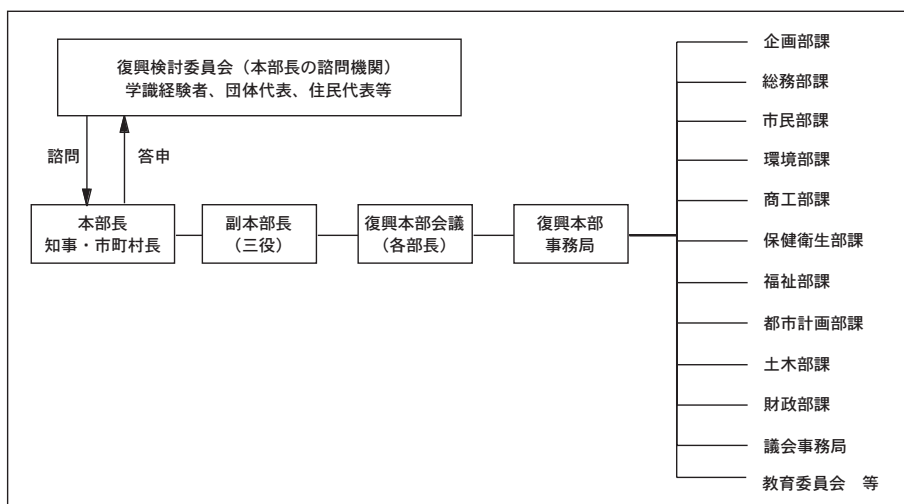 復興検討委員会（本部長の諮問機関）
学識経験者、団体代表、住民代表等
諮問
答申
本部長
知事・市町村長
副本部長
（三役）
復興本部会議
（各部長）
復興本部
事務局
企画部課
総務部課
市民部課
環境部課
商工部課
保健衛生部課
福祉部課
都市計画部課
土木部課
財政部課
議会事務局
教育委員会　等